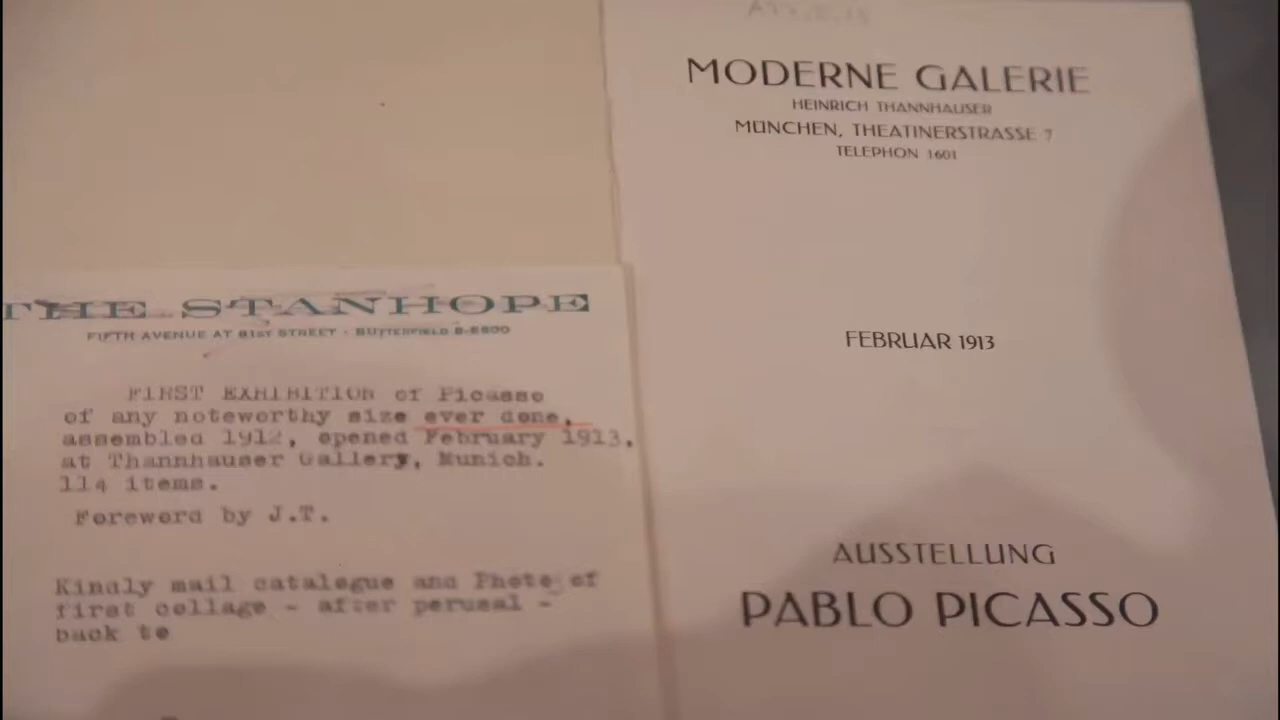 THE STANHOPE
FIFTH AVENUE AT 81ST STREET · BUTTERFIELD 8-5800
FIRST EXHIBITION of Picasso
of any noteworthy size ever done,
assembled 1912, opened February 1913,
at Thannhauser Gallery, Munich.
114 items.
Foreword by J.T.
Kindly mail catalogue and Photo of
first collage - after perusal -
back to
MODERNE GALERIE
HEINRICH THANNHAUSER
MÜNCHEN, THEATINERSTRASSE 7
TELEPHON 1601
FEBRUAR 1913
AUSSTELLUNG
PABLO PICASSO